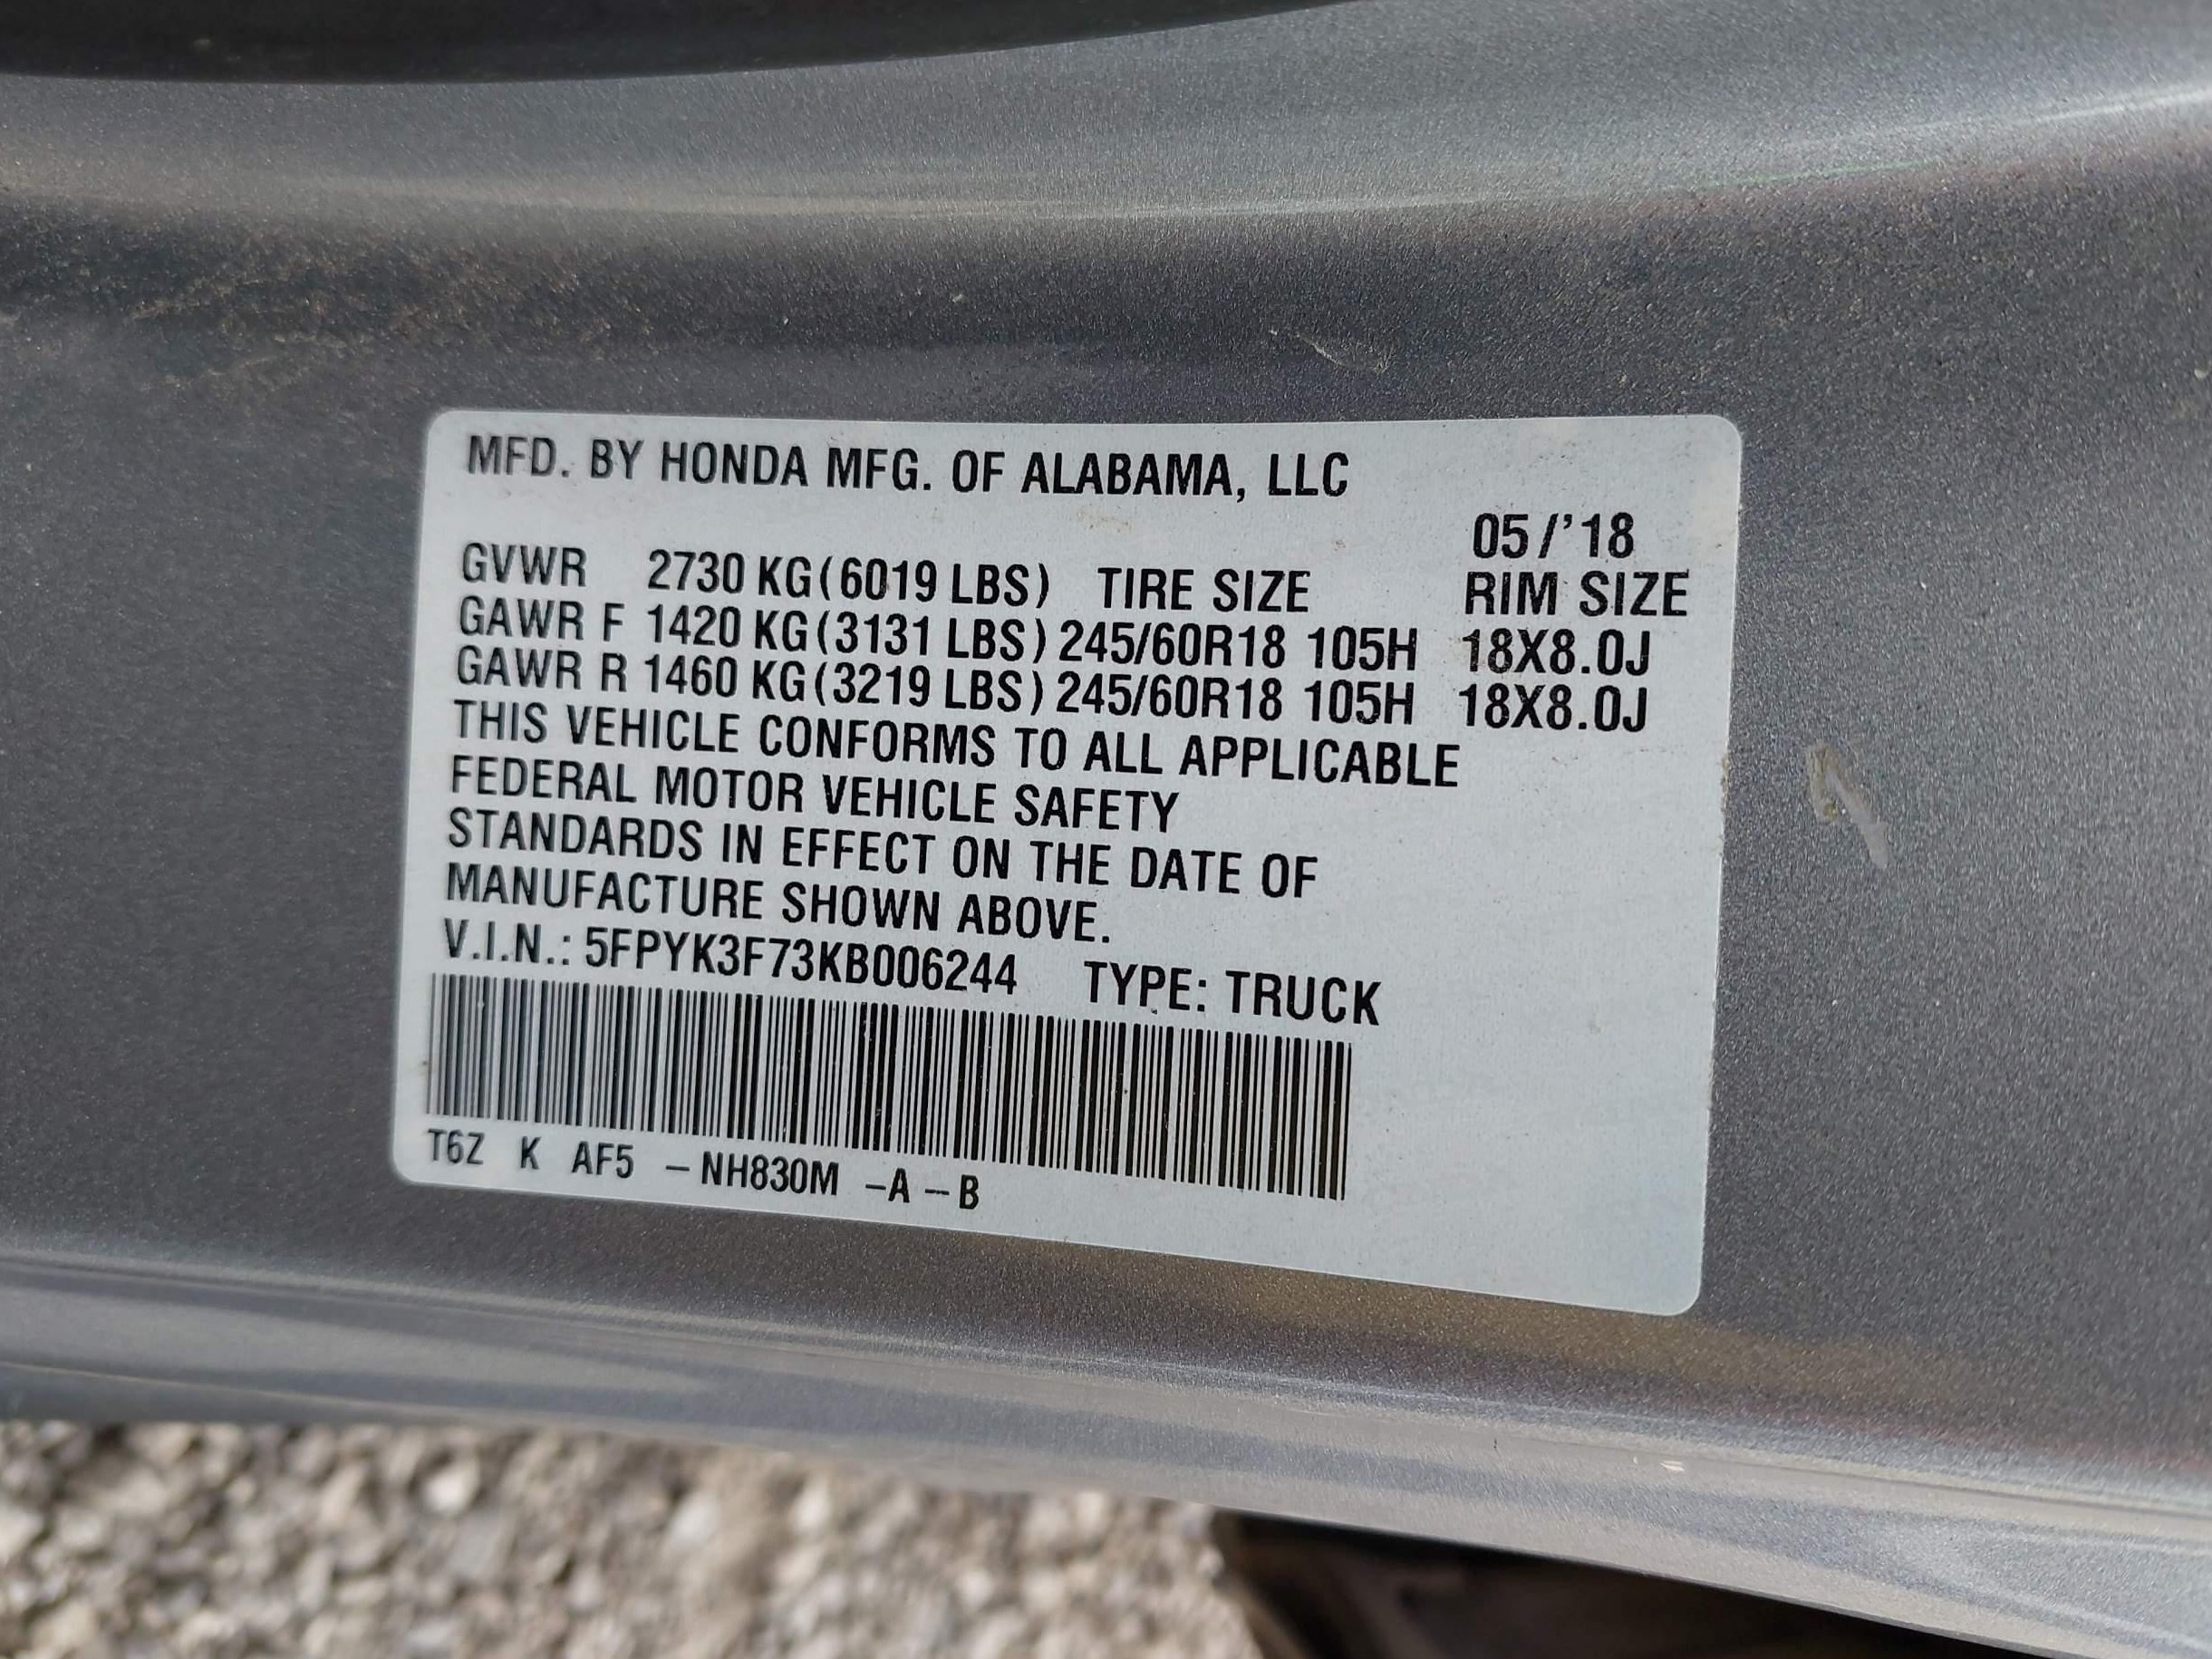 MFD. BY HONDA MFG. OF ALABAMA, LLC
05/'18
GVWR 2730 KG(6019 LBS) TIRE SIZE RIM SIZE
GAWR F 1420 KG(3131 LBS) 245/60R18 105H 18X8.0J
GAWR R 1460 KG(3219 LBS) 245/60R18 105H 18X8.0J
THIS VEHICLE CONFORMS TO ALL APPLICABLE
FEDERAL MOTOR VEHICLE SAFETY
STANDARDS IN EFFECT ON THE DATE OF
MANUFACTURE SHOWN ABOVE.
V.I.N.: 5FPYK3F73KB006244 TYPE: TRUCK
T6Z K AF5 –NH830M –A –B